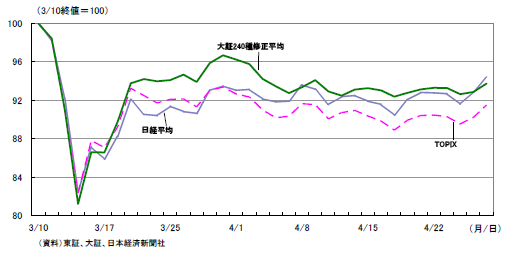 (3/10終値=100)
100
96
92
88
84
80
大証240種修正平均
日経平均
TOPIX
3/10 3/17 3/25 4/1 4/8 4/15 4/22 (月/日)
(資料)東証、大証、日本経済新聞社